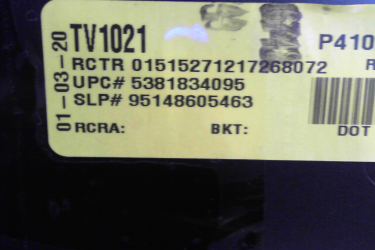 01-03-20
TV1021
P410
RCTR 01515271217268072 R
UPC# 5381834095
SLP# 95148605463
RCRA: BKT: DOT